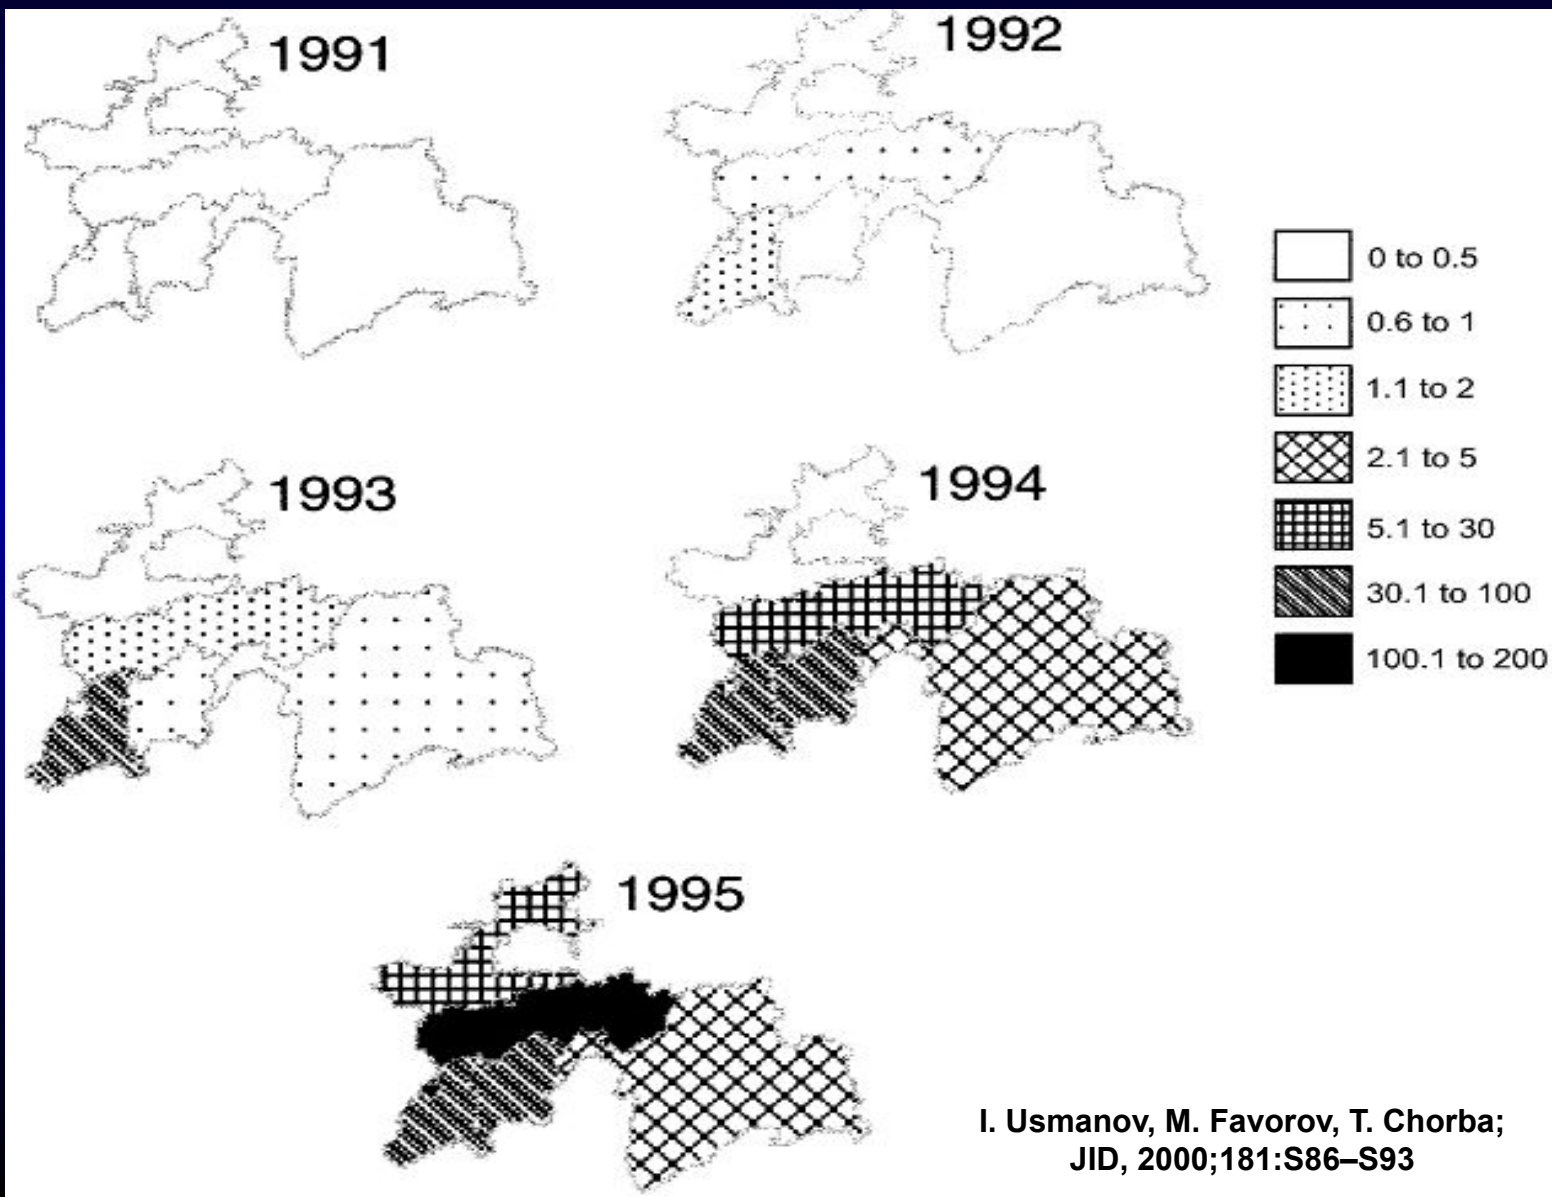 1991
1992
0 to 0.5
0.6 to 1
1.1 to 2
2.1 to 5
5.1 to 30
30.1 to 100
100.1 to 200
1993
1994
1995
I. Usmanov, M. Favorov, T. Chorba;
JID, 2000;181:S86–S93